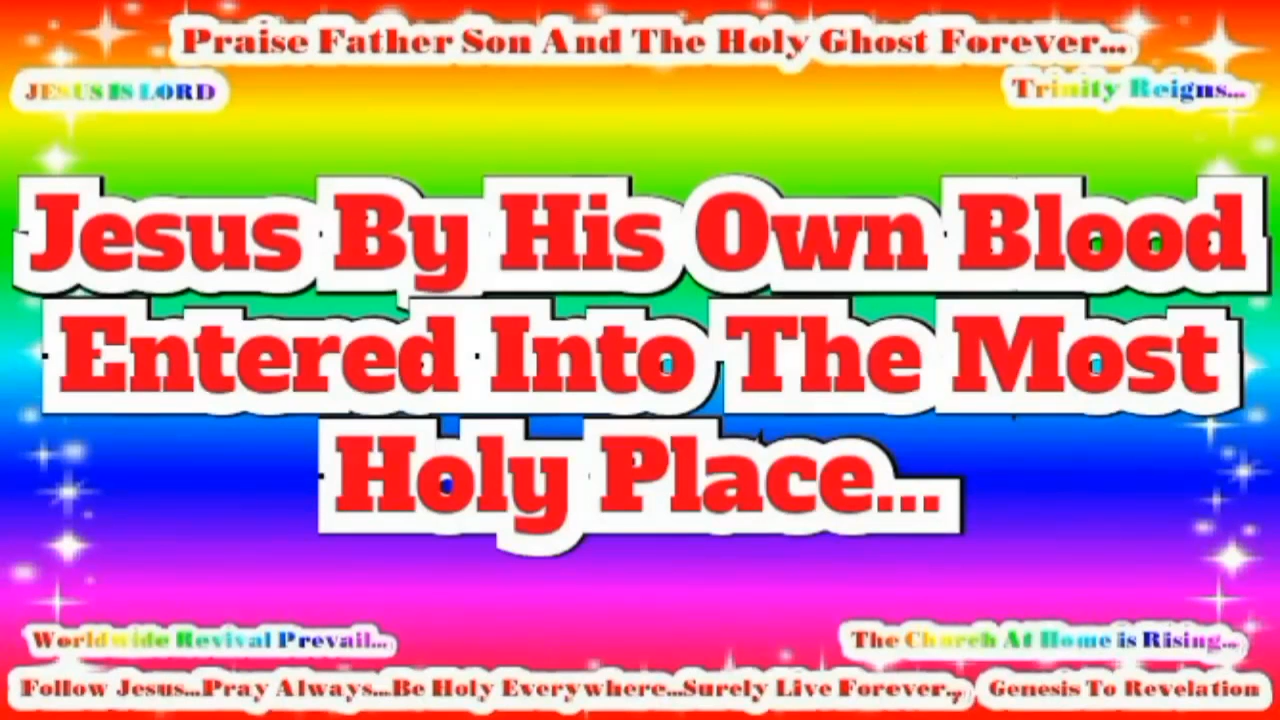 Praise Father Son And The Holy Ghost Forever...
JESUS IS LORD
Trinity Reigns...
Jesus By His Own Blood
Entered Into The Most
Holy Place...
Worldwide Revival Prevail...
The Church At Home is Rising...
Follow Jesus...Pray Always...Be Holy Everywhere...Surely Live Forever..,
Genesis To Revelation